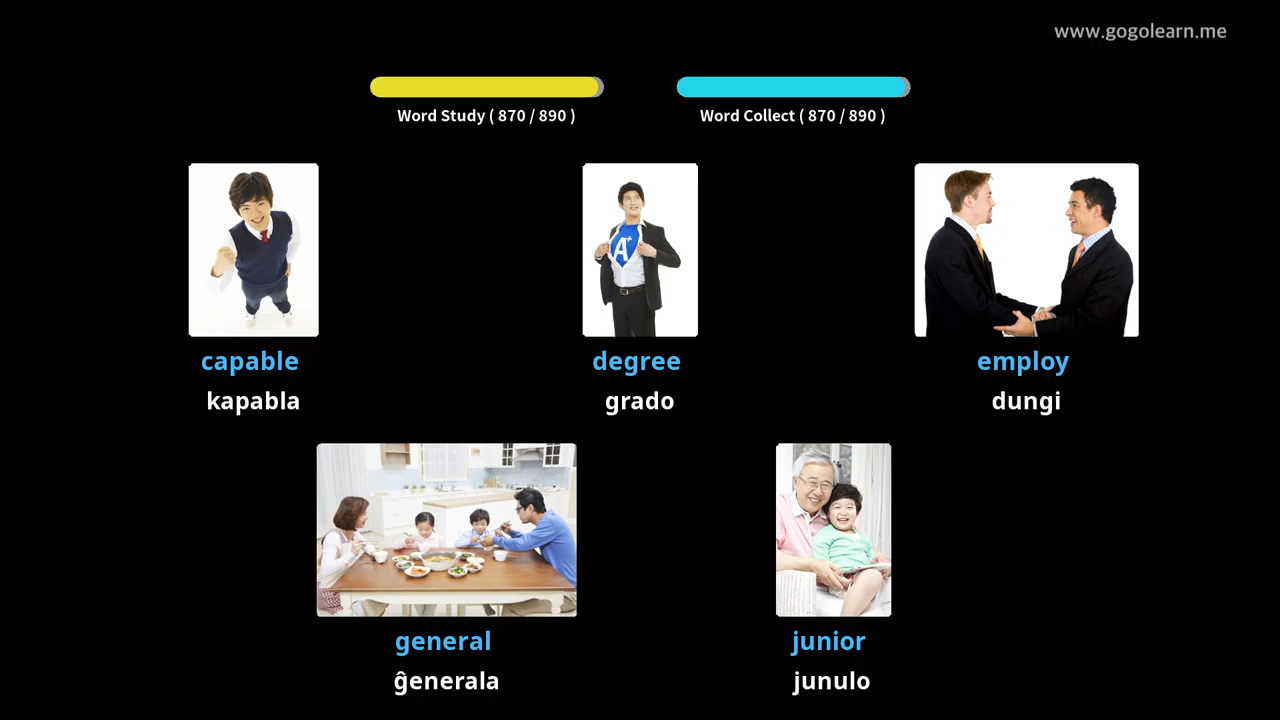 www.gogolearn.me
Word Study ( 870 / 890 )
Word Collect ( 870 / 890 )
A+
capable
degree
employ
kapabla
grado
dungi
general
junior
ĝenerala
junulo